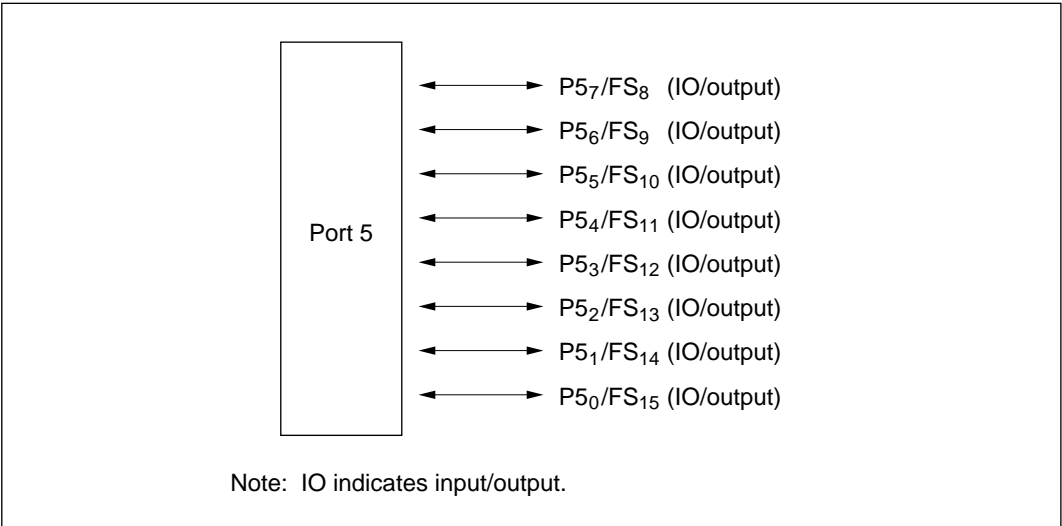 P5₇/FS₈ (IO/output)
P5₆/FS₉ (IO/output)
P5₅/FS₁₀ (IO/output)
P5₄/FS₁₁ (IO/output)
Port 5
P5₃/FS₁₂ (IO/output)
P5₂/FS₁₃ (IO/output)
P5₁/FS₁₄ (IO/output)
P5₀/FS₁₅ (IO/output)
Note: IO indicates input/output.